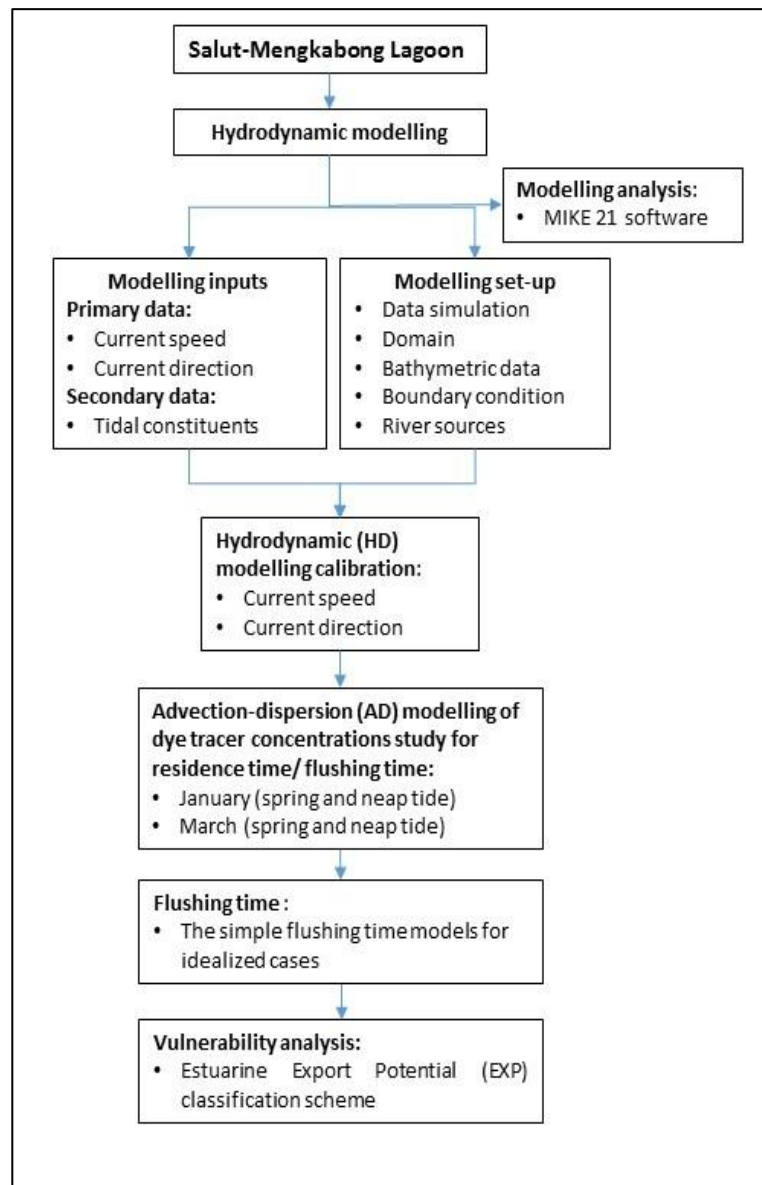 Salut-Mengkabong Lagoon
Hydrodynamic modelling
Modelling analysis:
• MIKE 21 software
Modelling inputs
Primary data:
• Current speed
• Current direction
Secondary data:
• Tidal constituents
Modelling set-up
• Data simulation
• Domain
• Bathymetric data
• Boundary condition
• River sources
Hydrodynamic (HD)
modelling calibration:
• Current speed
• Current direction
Advection-dispersion (AD) modelling of
dye tracer concentrations study for
residence time/ flushing time:
• January (spring and neap tide)
• March (spring and neap tide)
Flushing time :
• The simple flushing time models for
idealized cases
Vulnerability analysis:
• Estuarine Export Potential (EXP)
classification scheme